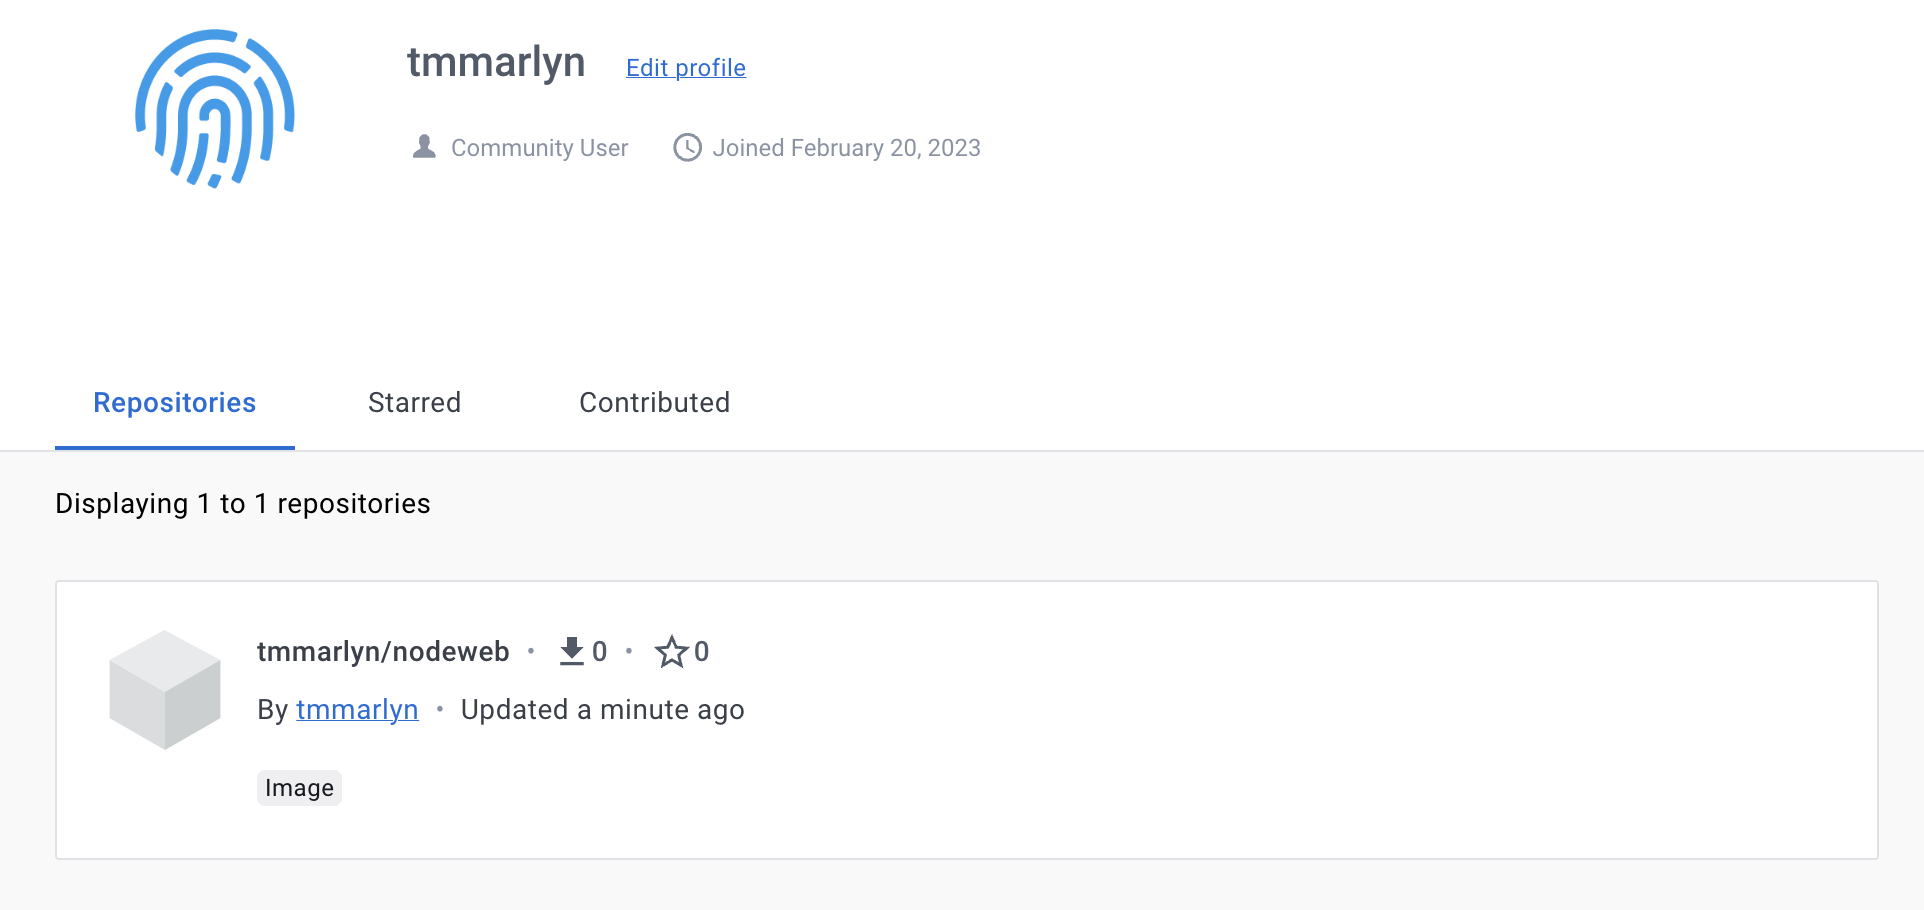 tmmarlyn Edit profile
Community User Joined February 20, 2023
Repositories Starred Contributed
Displaying 1 to 1 repositories
tmmarlyn/nodeweb • 0 • 0
By tmmarlyn • Updated a minute ago
Image